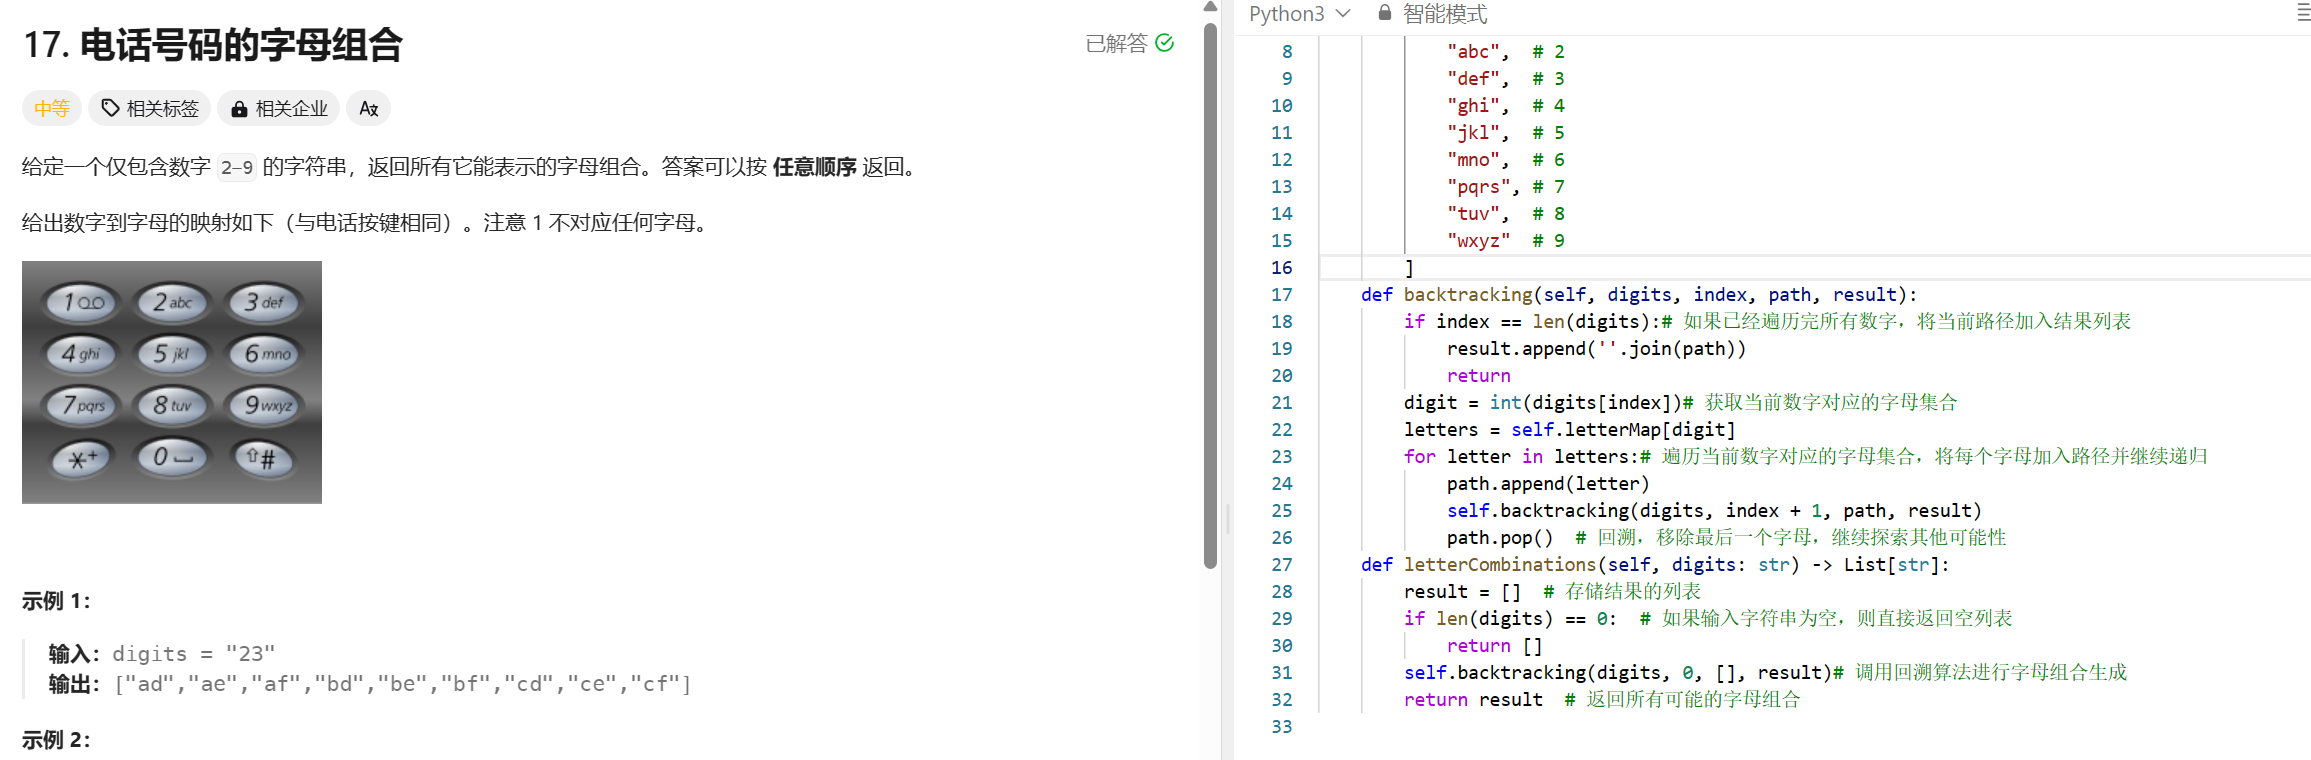 17. 电话号码的字母组合
已解答
中等
相关标签
相关企业
给定一个仅包含数字 2-9 的字符串，返回所有它能表示的字母组合。答案可以按 任意顺序 返回。
给出数字到字母的映射如下（与电话按键相同）。注意 1 不对应任何字母。
1 2 abc 3 def
4 ghi 5 jkl 6 mno
7 pqrs 8 tuv 9 wxyz
*+ 0 #
示例 1：
输入：digits = "23"
输出：["ad","ae","af","bd","be","bf","cd","ce","cf"]
示例 2：
Python3 智能模式
8 "abc", # 2
9 "def", # 3
10 "ghi", # 4
11 "jkl", # 5
12 "mno", # 6
13 "pqrs", # 7
14 "tuv", # 8
15 "wxyz" # 9
16 ]
17 def backtracking(self, digits, index, path, result):
18 if index == len(digits):# 如果已经遍历完所有数字，将当前路径加入结果列表
19 result.append(''.join(path))
20 return
21 digit = int(digits[index])# 获取当前数字对应的字母集合
22 letters = self.letterMap[digit]
23 for letter in letters:# 遍历当前数字对应的字母集合，将每个字母加入路径并继续递归
24 path.append(letter)
25 self.backtracking(digits, index + 1, path, result)
26 path.pop() # 回溯，移除最后一个字母，继续探索其他可能性
27 def letterCombinations(self, digits: str) -> List[str]:
28 result = [] # 存储结果的列表
29 if len(digits) == 0: # 如果输入字符串为空，则直接返回空列表
30 return []
31 self.backtracking(digits, 0, [], result)# 调用回溯算法进行字母组合生成
32 return result # 返回所有可能的字母组合
33